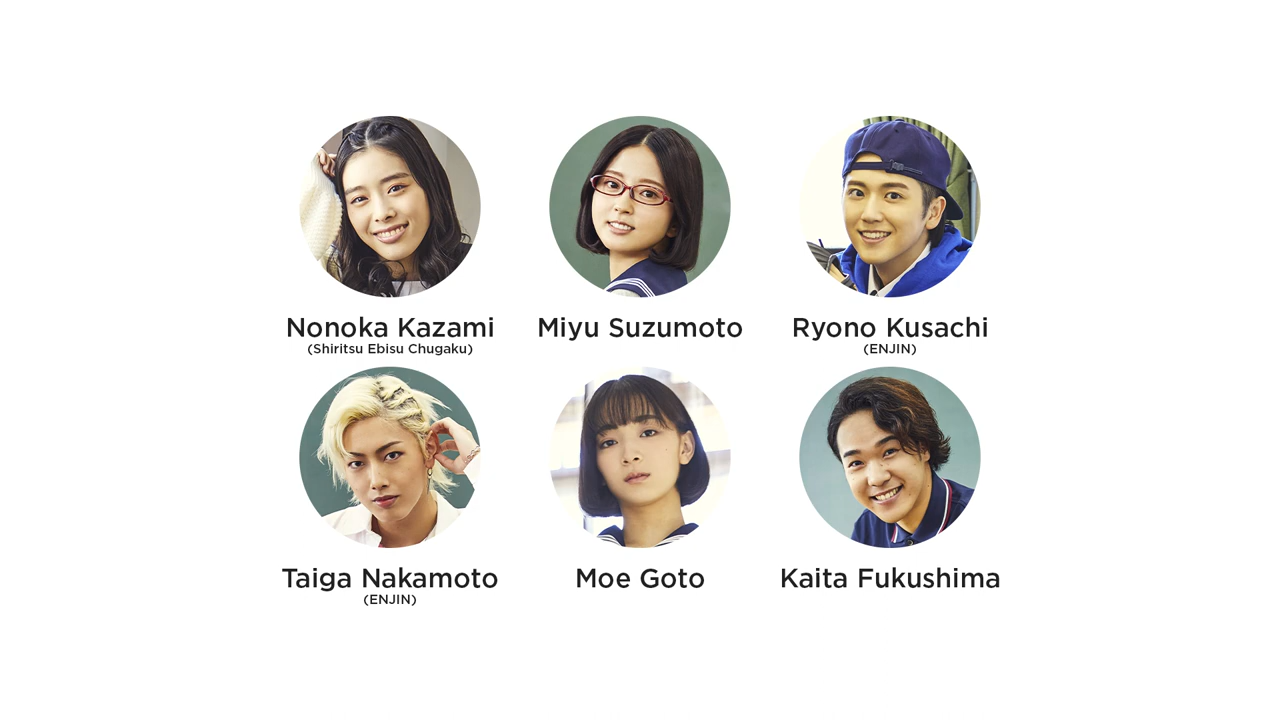 Nonoka Kazami
(Shiritsu Ebisu Chugaku)
Miyu Suzumoto
Ryono Kusachi
(ENJIN)
Taiga Nakamoto
(ENJIN)
Moe Goto
Kaita Fukushima